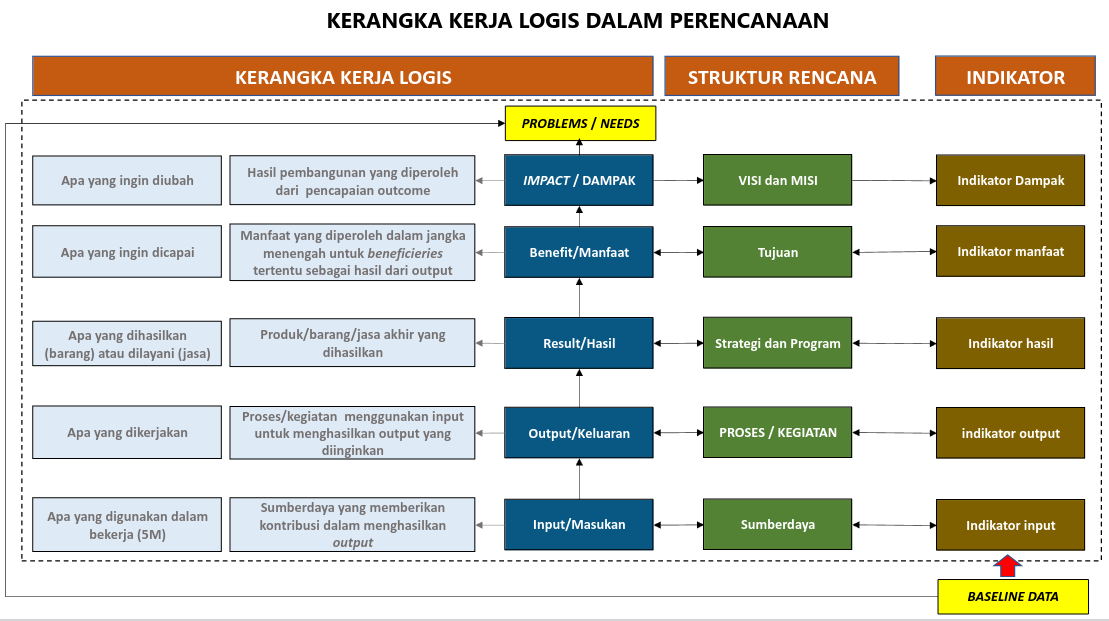 KERANGKA KERJA LOGIS DALAM PERENCANAAN
KERANGKA KERJA LOGIS
STRUKTUR RENCANA
INDIKATOR
PROBLEMS / NEEDS
Apa yang ingin diubah
Hasil pembangunan yang diperoleh
dari pencapaian outcome
IMPACT / DAMPAK
VISI dan MISI
Indikator Dampak
Apa yang ingin dicapai
Manfaat yang diperoleh dalam jangka
menengah untuk beneficieries
tertentu sebagai hasil dari output
Benefit/Manfaat
Tujuan
Indikator manfaat
Apa yang dihasilkan
(barang) atau dilayani (jasa)
Produk/barang/jasa akhir yang
dihasilkan
Result/Hasil
Strategi dan Program
Indikator hasil
Apa yang dikerjakan
Proses/kegiatan menggunakan input
untuk menghasilkan output yang
diinginkan
Output/Keluaran
PROSES / KEGIATAN
indikator output
Apa yang digunakan dalam
bekerja (5M)
Sumberdaya yang memberikan
kontribusi dalam menghasilkan
output
Input/Masukan
Sumberdaya
Indikator input
BASELINE DATA